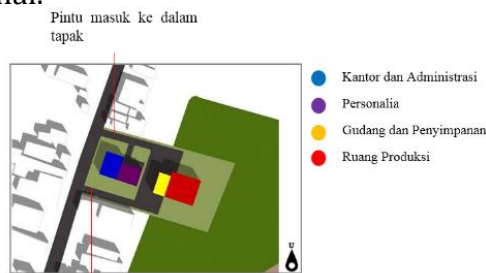 Pintu masuk ke dalam
tapak
Kantor dan Administrasi
Personalia
Gudang dan Penyimpanan
Ruang Produksi
U